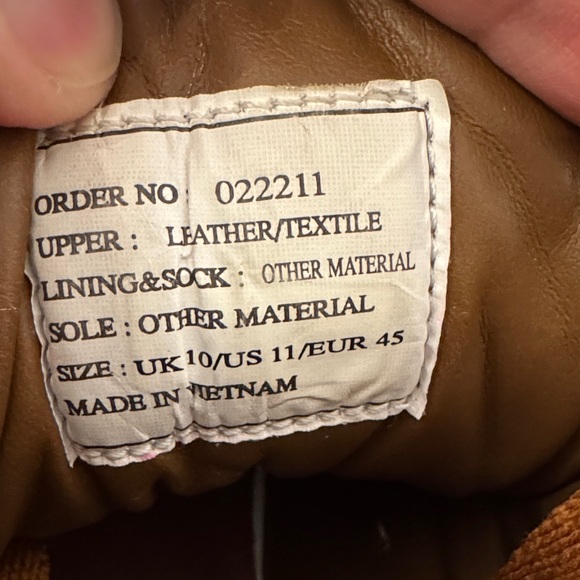 ORDER NO : 022211
UPPER : LEATHER/TEXTILE
LINING&SOCK : OTHER MATERIAL
SOLE : OTHER MATERIAL
SIZE : UK 10/US 11/EUR 45
MADE IN VIETNAM